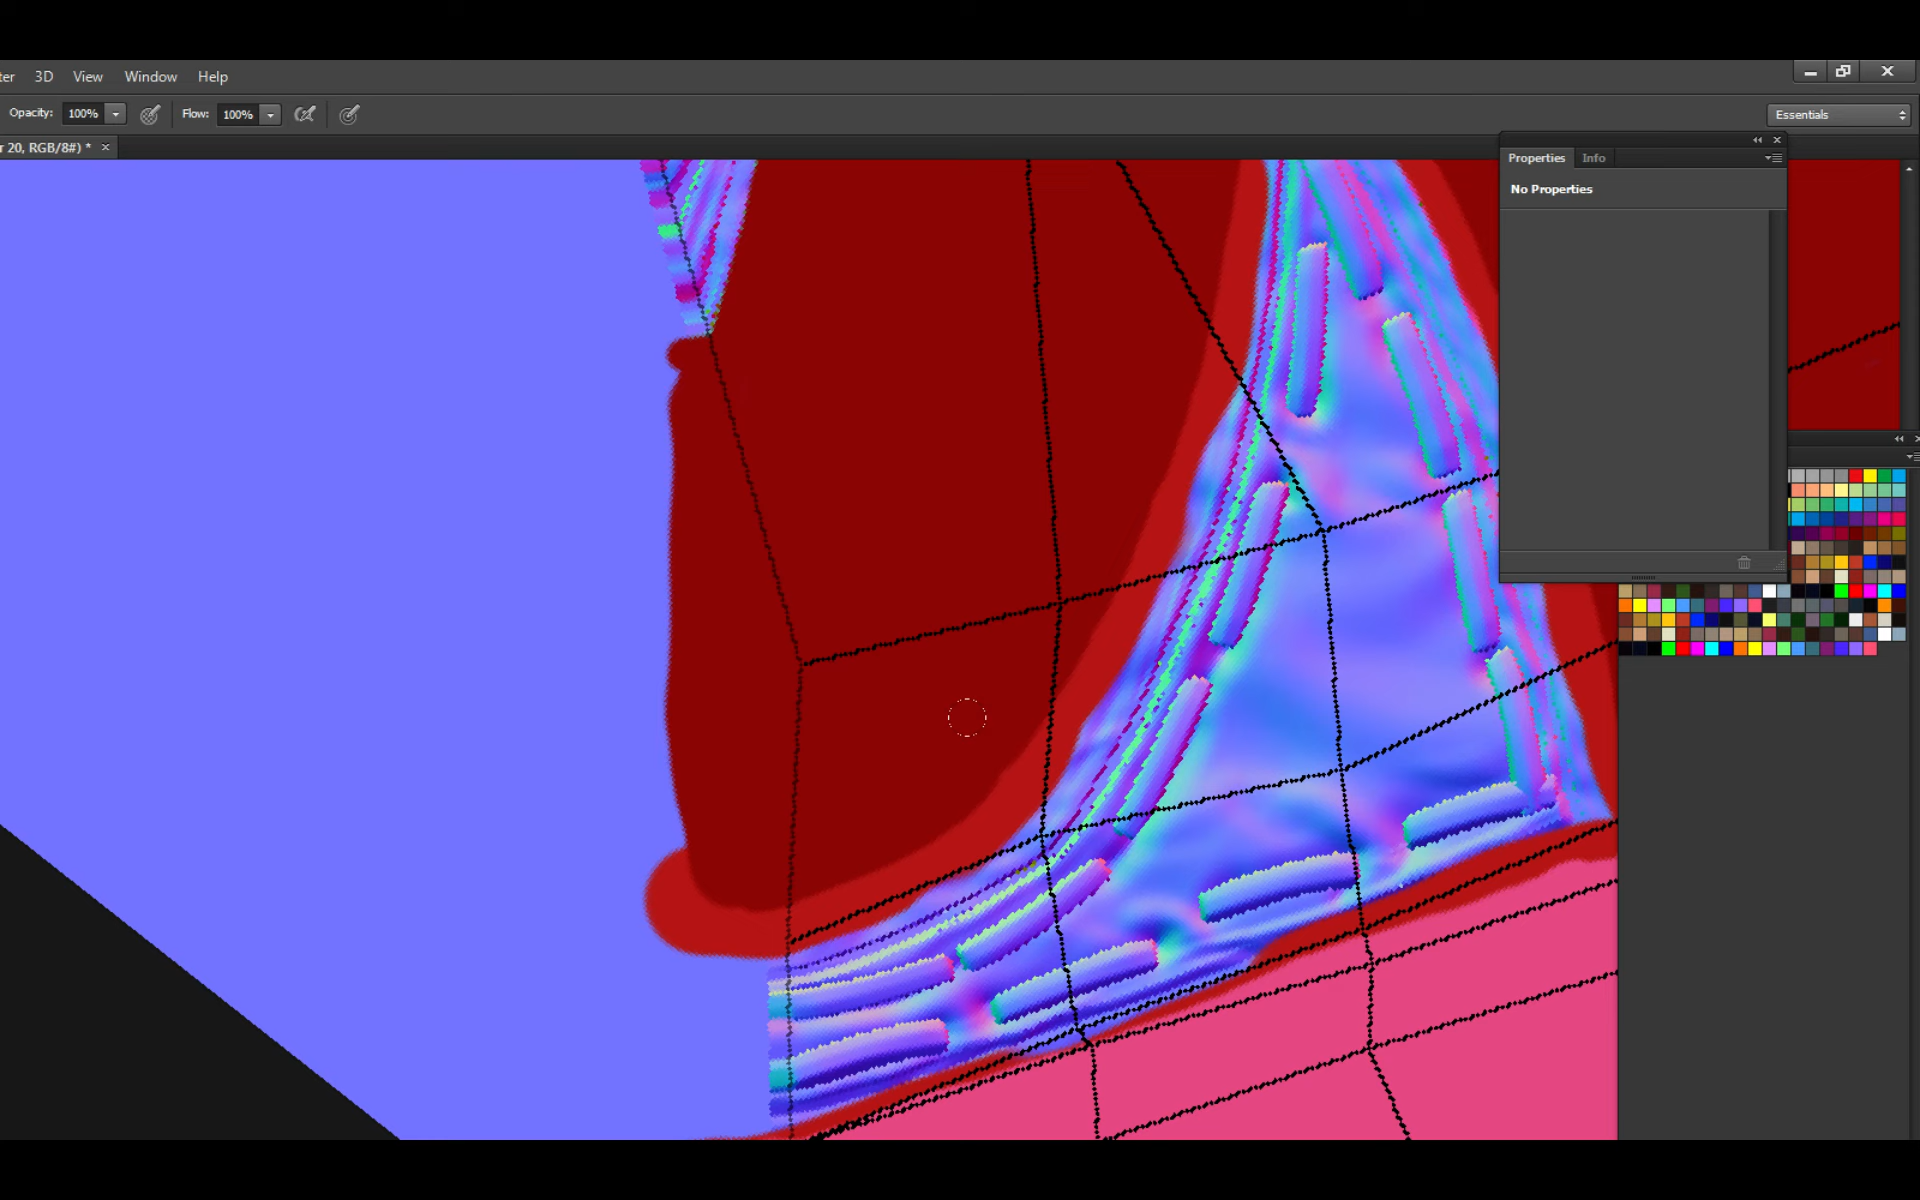 ter 3D View Window Help
Opacity: 100% Flow: 100% Essentials
r 20, RGB/8#) *
Properties Info
No Properties